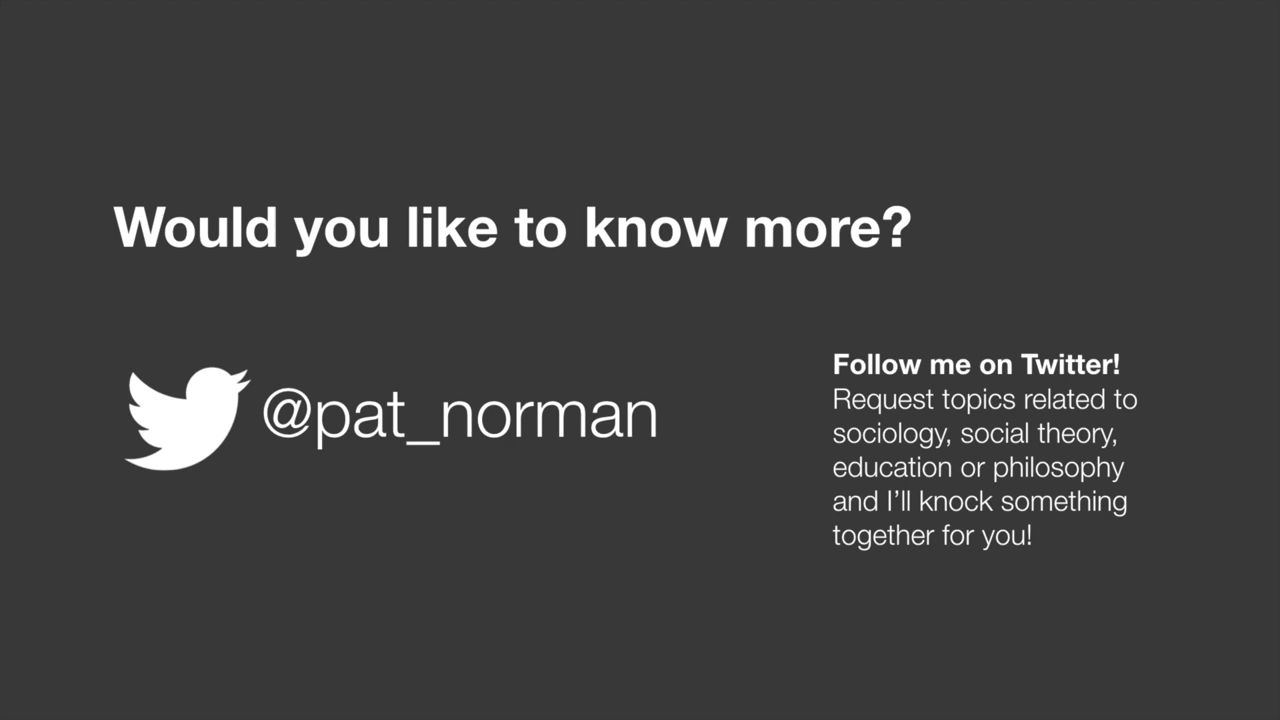 Would you like to know more?
@pat_norman
Follow me on Twitter!
Request topics related to
sociology, social theory,
education or philosophy
and I’ll knock something
together for you!